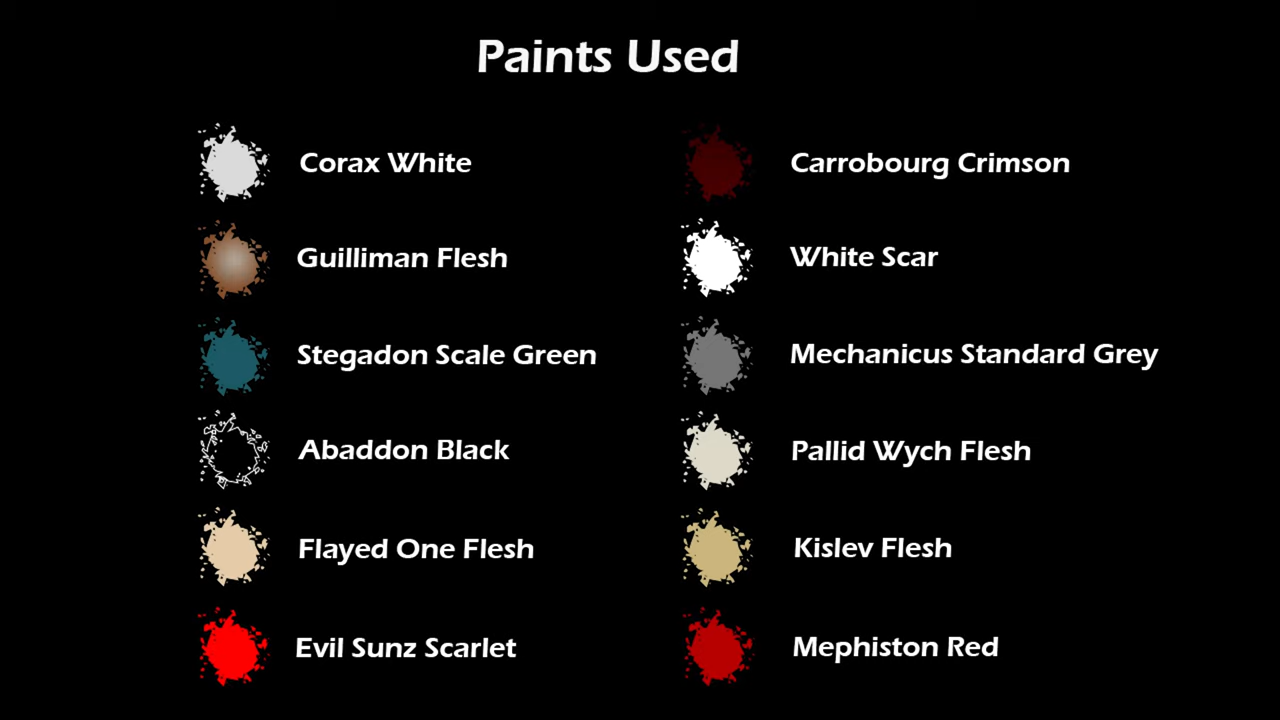 Paints Used
Corax White
Carrobourg Crimson
Guilliman Flesh
White Scar
Stegadon Scale Green
Mechanicus Standard Grey
Abaddon Black
Pallid Wych Flesh
Flayed One Flesh
Kislev Flesh
Evil Sunz Scarlet
Mephiston Red